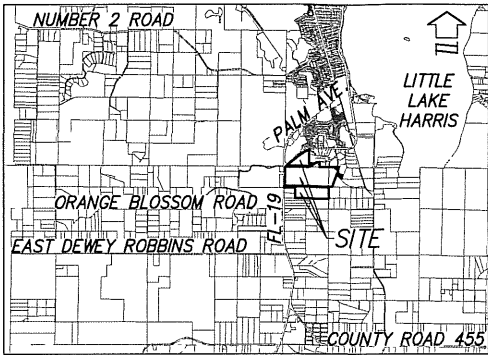 NUMBER 2 ROAD
LITTLE
LAKE
HARRIS
PALM AVE.
ORANGE BLOSSOM ROAD
FL-19
SITE
EAST DEWEY ROBBINS ROAD
COUNTY ROAD 455